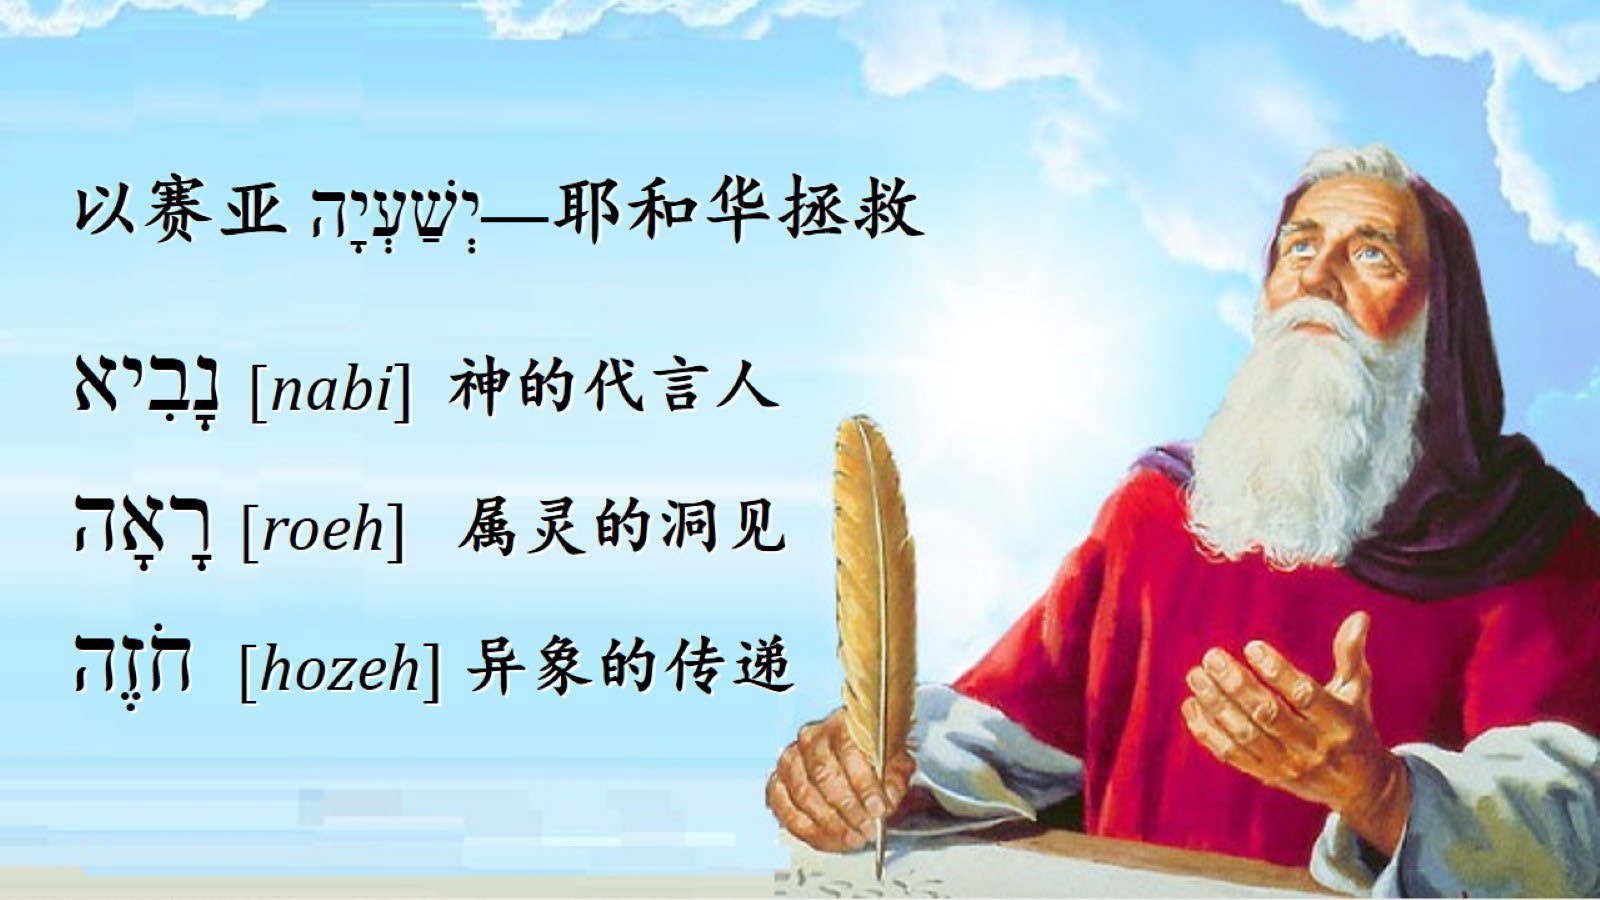 以赛亚 יְשַׁעְיָה—耶和华拯救
נָבִיא [nabi] 神的代言人
רָאָה [roeh] 属灵的洞见
חֹזֶה [hozeh] 异象的传递